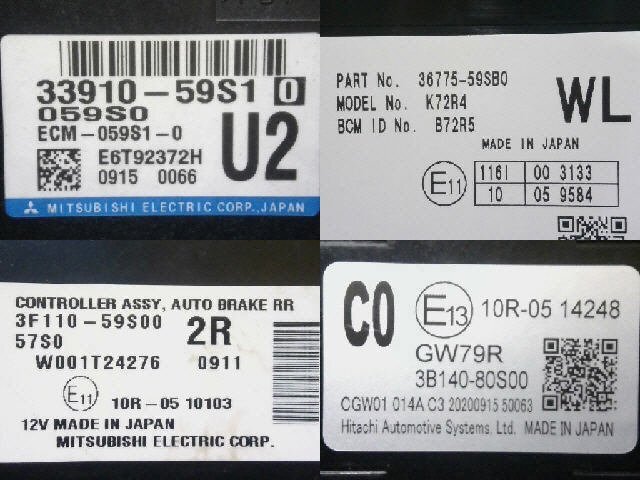 33910-59S1 0
059S0
ECM-059S1-0
E6T92372H
0915 0066
U2
MITSUBISHI ELECTRIC CORP.,JAPAN
PART No. 36775-59SB0
MODEL No. K72R4
BCM ID No. B72R5
WL
MADE IN JAPAN
E11
116I 00 3133
10 05 9584
CONTROLLER ASSY, AUTO BRAKE RR
3F110-59S00
57S0
2R
W001T24276 0911
E11
10R-05 10103
12V MADE IN JAPAN
MITSUBISHI ELECTRIC CORP.
C0
E13
10R-05 14248
GW79R
3B140-80S00
CGW01 014A C3 20200915 50063
Hitachi Automotive Systems, Ltd. MADE IN JAPAN